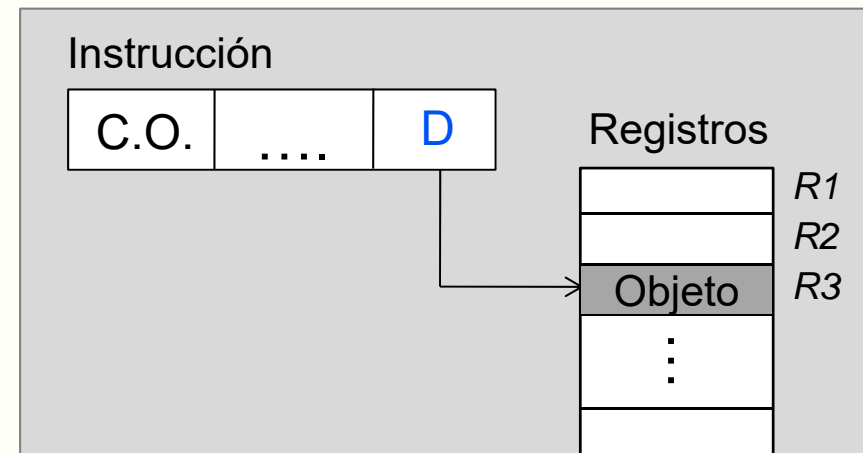 Instrucción
C.O. .... D
Registros
R1
R2
Objeto R3
⋮